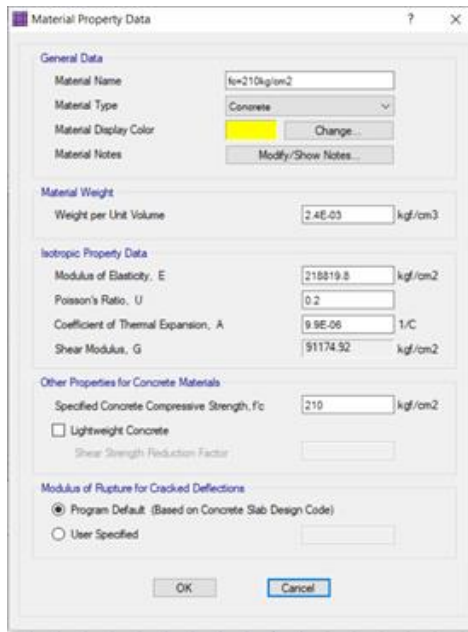 Material Property Data
General Data
Material Name fc=210kg/cm2
Material Type Concrete
Material Display Color Change...
Material Notes Modify/Show Notes...
Material Weight
Weight per Unit Volume 2.4E-03 kgf/cm3
Isotropic Property Data
Modulus of Elasticity, E 218819.8 kgf/cm2
Poisson's Ratio, U 0.2
Coefficient of Thermal Expansion, A 9.9E-06 1/C
Shear Modulus, G 91174.92 kgf/cm2
Other Properties for Concrete Materials
Specified Concrete Compressive Strength, f'c 210 kgf/cm2
Lightweight Concrete
Shear Strength Reduction Factor
Modulus of Rupture for Cracked Deflections
Program Default (Based on Concrete Slab Design Code)
User Specified
OK Cancel